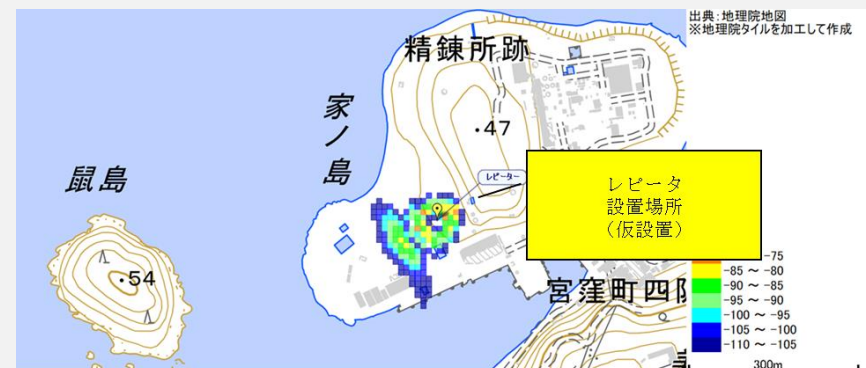 出典:地理院地図
※地理院タイルを加工して作成
精錬所跡
家ノ島
・47
鼠島
レピーター
レピータ
設置場所
(仮設置)
・54
宮窪町四阪
-75
-85 ～ -80
-90 ～ -85
-95 ～ -90
-100 ～ -95
-105 ～ -100
-110 ～ -105
300m